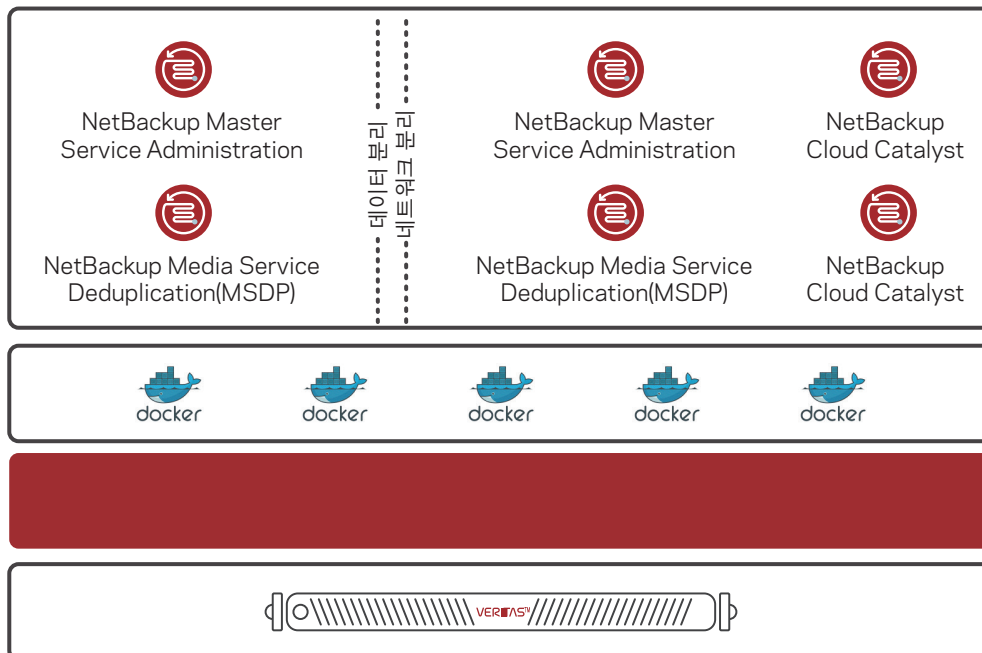 NetBackup Master
Service Administration
NetBackup Media Service
Deduplication(MSDP)
데이터 분리
네트워크 분리
NetBackup Master
Service Administration
NetBackup
Cloud Catalyst
NetBackup Media Service
Deduplication(MSDP)
NetBackup
Cloud Catalyst
docker
docker
docker
docker
docker
VERITAS™